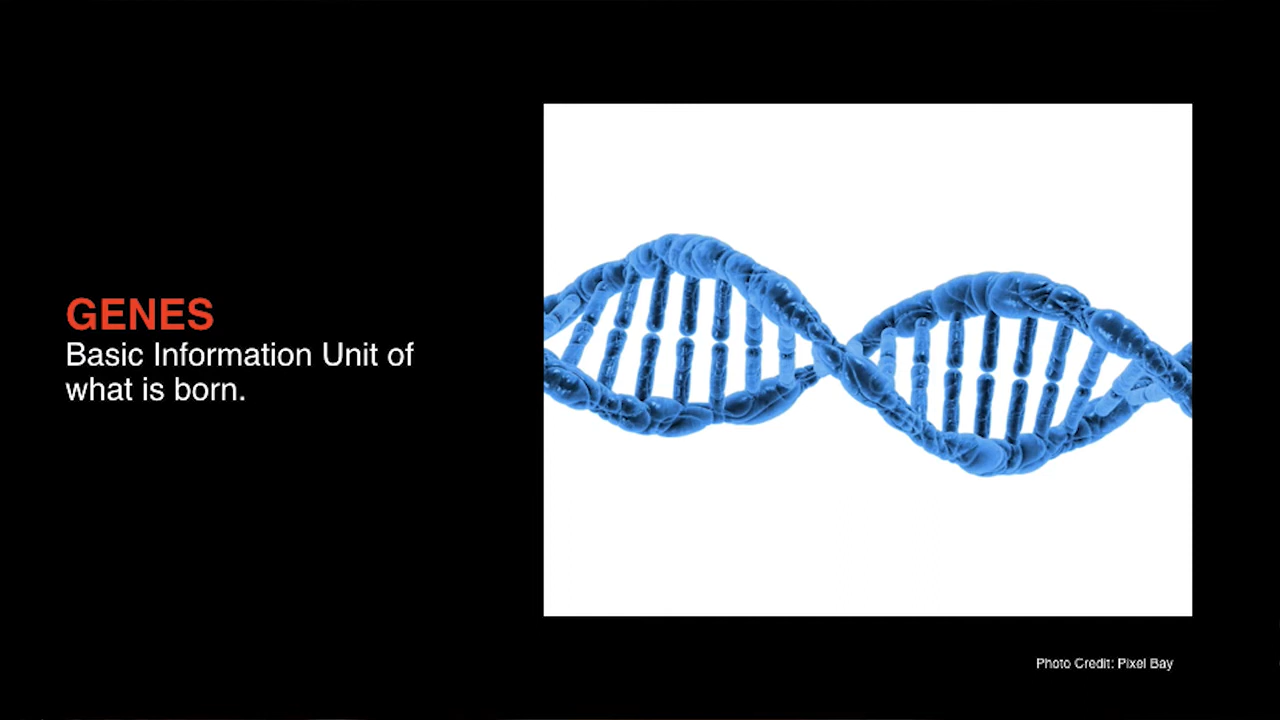 GENES
Basic Information Unit of
what is born.
Photo Credit: Pixel Bay